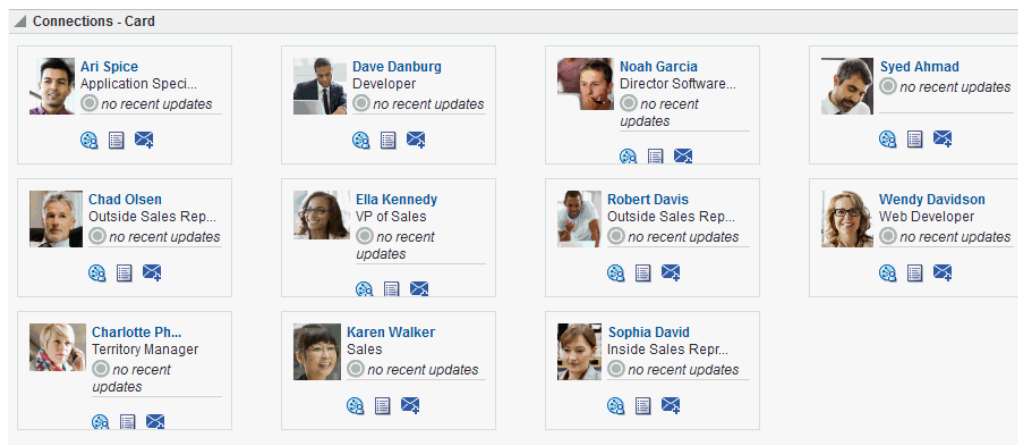 Connections - Card
Ari Spice
Application Speci...
no recent updates
Dave Danburg
Developer
no recent updates
Noah Garcia
Director Software...
no recent
updates
Syed Ahmad
no recent updates
Chad Olsen
Outside Sales Rep...
no recent updates
Ella Kennedy
VP of Sales
no recent
updates
Robert Davis
Outside Sales Rep...
no recent updates
Wendy Davidson
Web Developer
no recent updates
Charlotte Ph...
Territory Manager
no recent
updates
Karen Walker
Sales
no recent updates
Sophia David
Inside Sales Repr...
no recent updates